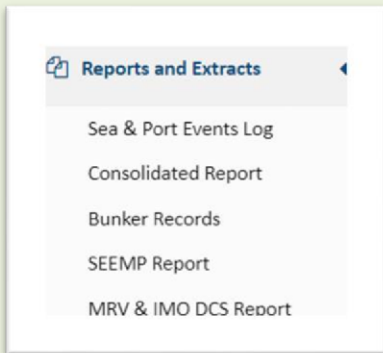 Reports and Extracts
Sea & Port Events Log
Consolidated Report
Bunker Records
SEEMP Report
MRV & IMO DCS Report